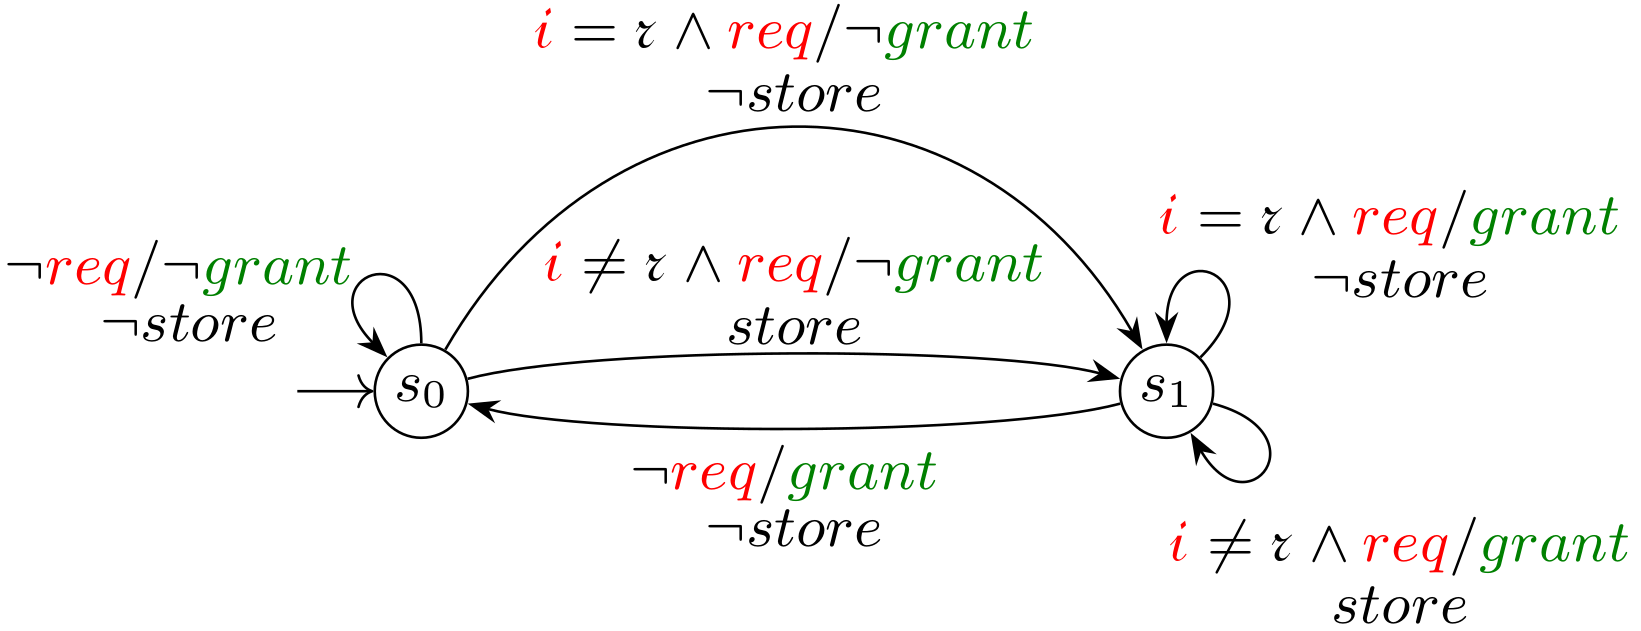 𝒾 = 𝓇 ∧ req/¬grant
¬store
𝒾 = 𝓇 ∧ req/grant
¬store
¬req/¬grant
¬store
𝒾 ≠ 𝓇 ∧ req/¬grant
store
s₀
s₁
¬req/grant
¬store
𝒾 ≠ 𝓇 ∧ req/grant
store